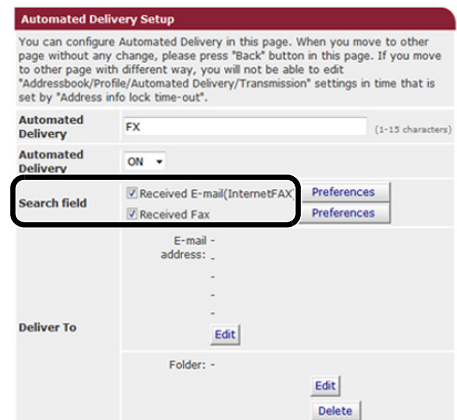 Automated Delivery Setup
You can configure Automated Delivery in this page. When you move to other
page without any change, please press "Back" button in this page. If you move
to other page with different way, you will not be able to edit
"Addressbook/Profile/Automated Delivery/Transmission" settings in time that is
set by "Address info lock time-out".
Automated
Delivery
FX
(1-15 characters)
Automated
Delivery
ON
Search field
Received E-mail(InternetFAX)
Preferences
Received Fax
Preferences
Deliver To
E-mail
address:
-
-
-
-
-
Edit
Folder: -
Edit
Delete